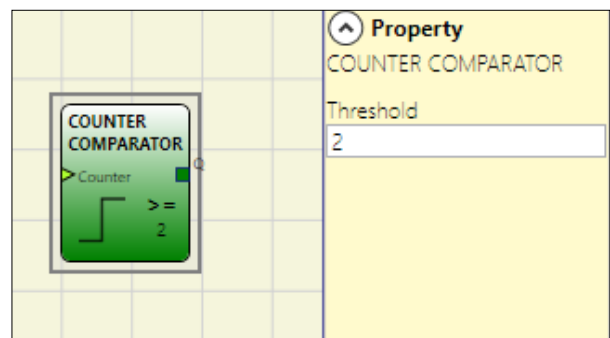 COUNTER
COMPARATOR
Counter
Q
>=
2
Property
COUNTER COMPARATOR
Threshold
2